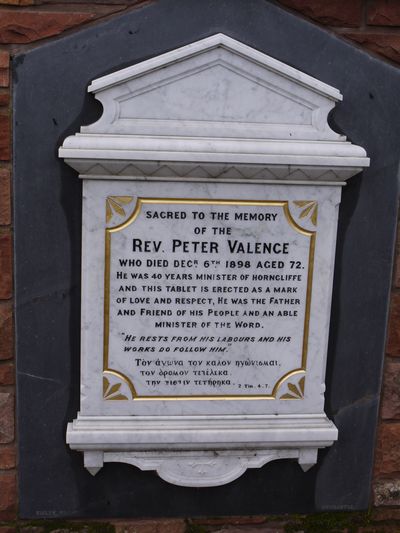 SACRED TO THE MEMORY
OF THE
REV. PETER VALENCE
WHO DIED DECR 6TH 1898 AGED 72.
HE WAS 40 YEARS MINISTER OF HORNCLIFFE
AND THIS TABLET IS ERECTED AS A MARK
OF LOVE AND RESPECT, HE WAS THE FATHER
AND FRIEND OF HIS PEOPLE AND AN ABLE
MINISTER OF THE WORD.
"HE RESTS FROM HIS LABOURS AND HIS
WORKS DO FOLLOW HIM."
Τὸν ἀγωνα τον καλον ηγωνισμαι,
τον δρομον τετελεκα.
την πιστιν τετηρηκα. 2 TIM. 4.7.